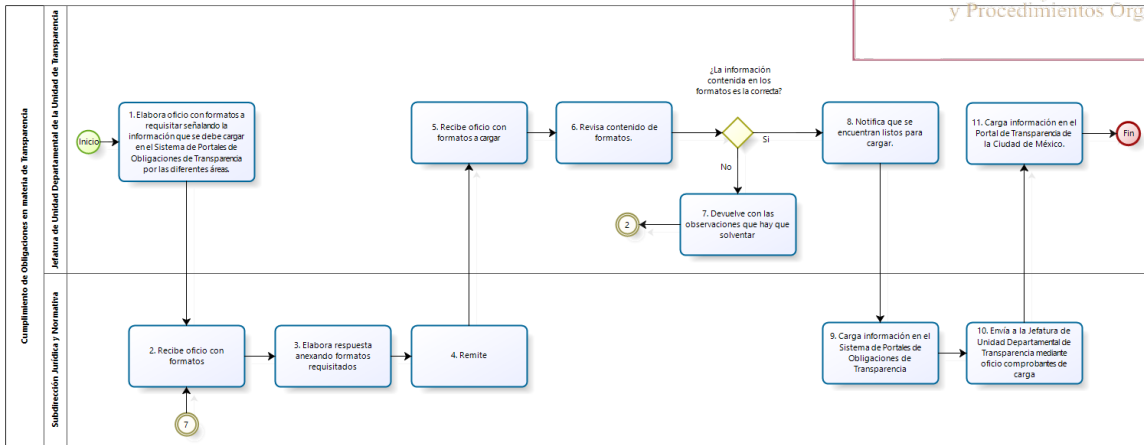 y Procedimientos Org
Cumplimiento de Obligaciones en materia de Transparencia
Jefatura de Unidad Departamental de la Unidad de Transparencia
Inicio
1. Elabora oficio con formatos a
requisitar señalando la
información que se debe cargar
en el Sistema de Portales de
Obligaciones de Transparencia
por las diferentes áreas.
5. Recibe oficio con
formatos a cargar
6. Revisa contenido de
formatos.
¿La información
contenida en los
formatos es la correcta?
Si
No
7. Devuelve con las
observaciones que hay que
solventar
2
8. Notifica que se
encuentran listos para
cargar.
11. Carga información en el
Portal de Transparencia de
la Ciudad de México.
Fin
Subdirección Jurídica y Normativa
2. Recibe oficio con
formatos
7
3. Elabora respuesta
anexando formatos
requisitados
4. Remite
9. Carga información en el
Sistema de Portales de
Obligaciones de
Transparencia
10. Envía a la Jefatura de
Unidad Departamental de
Transparencia mediante
oficio comprobantes de
carga